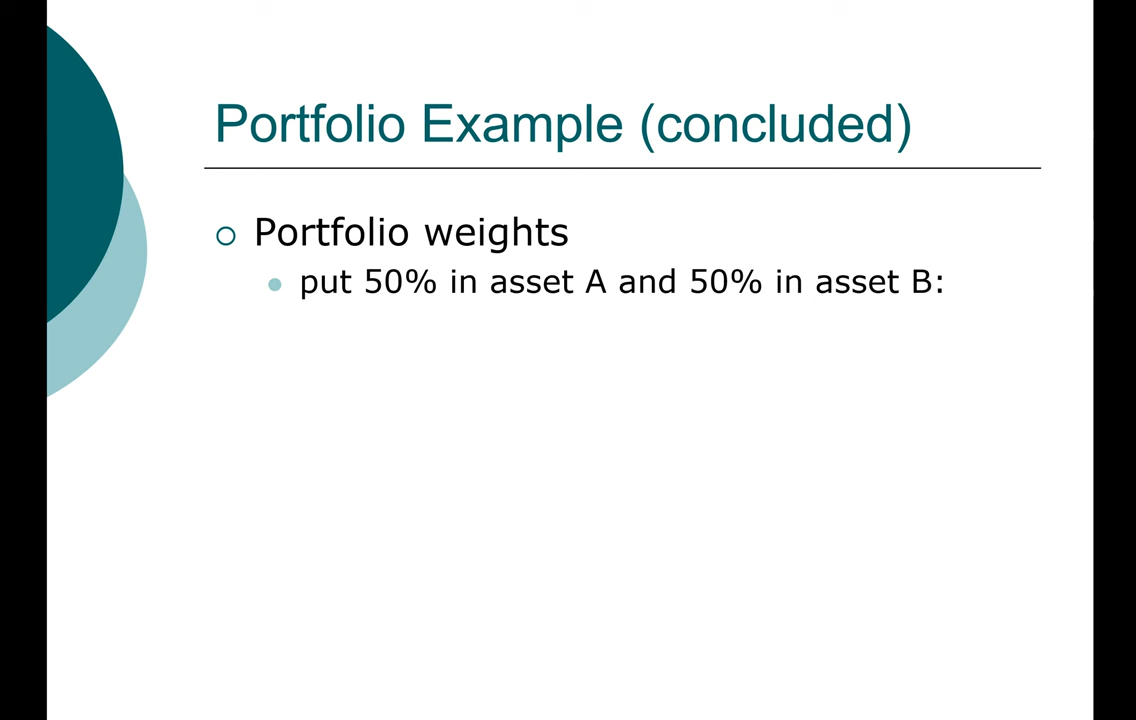 Portfolio Example (concluded)
Portfolio weights
put 50% in asset A and 50% in asset B: